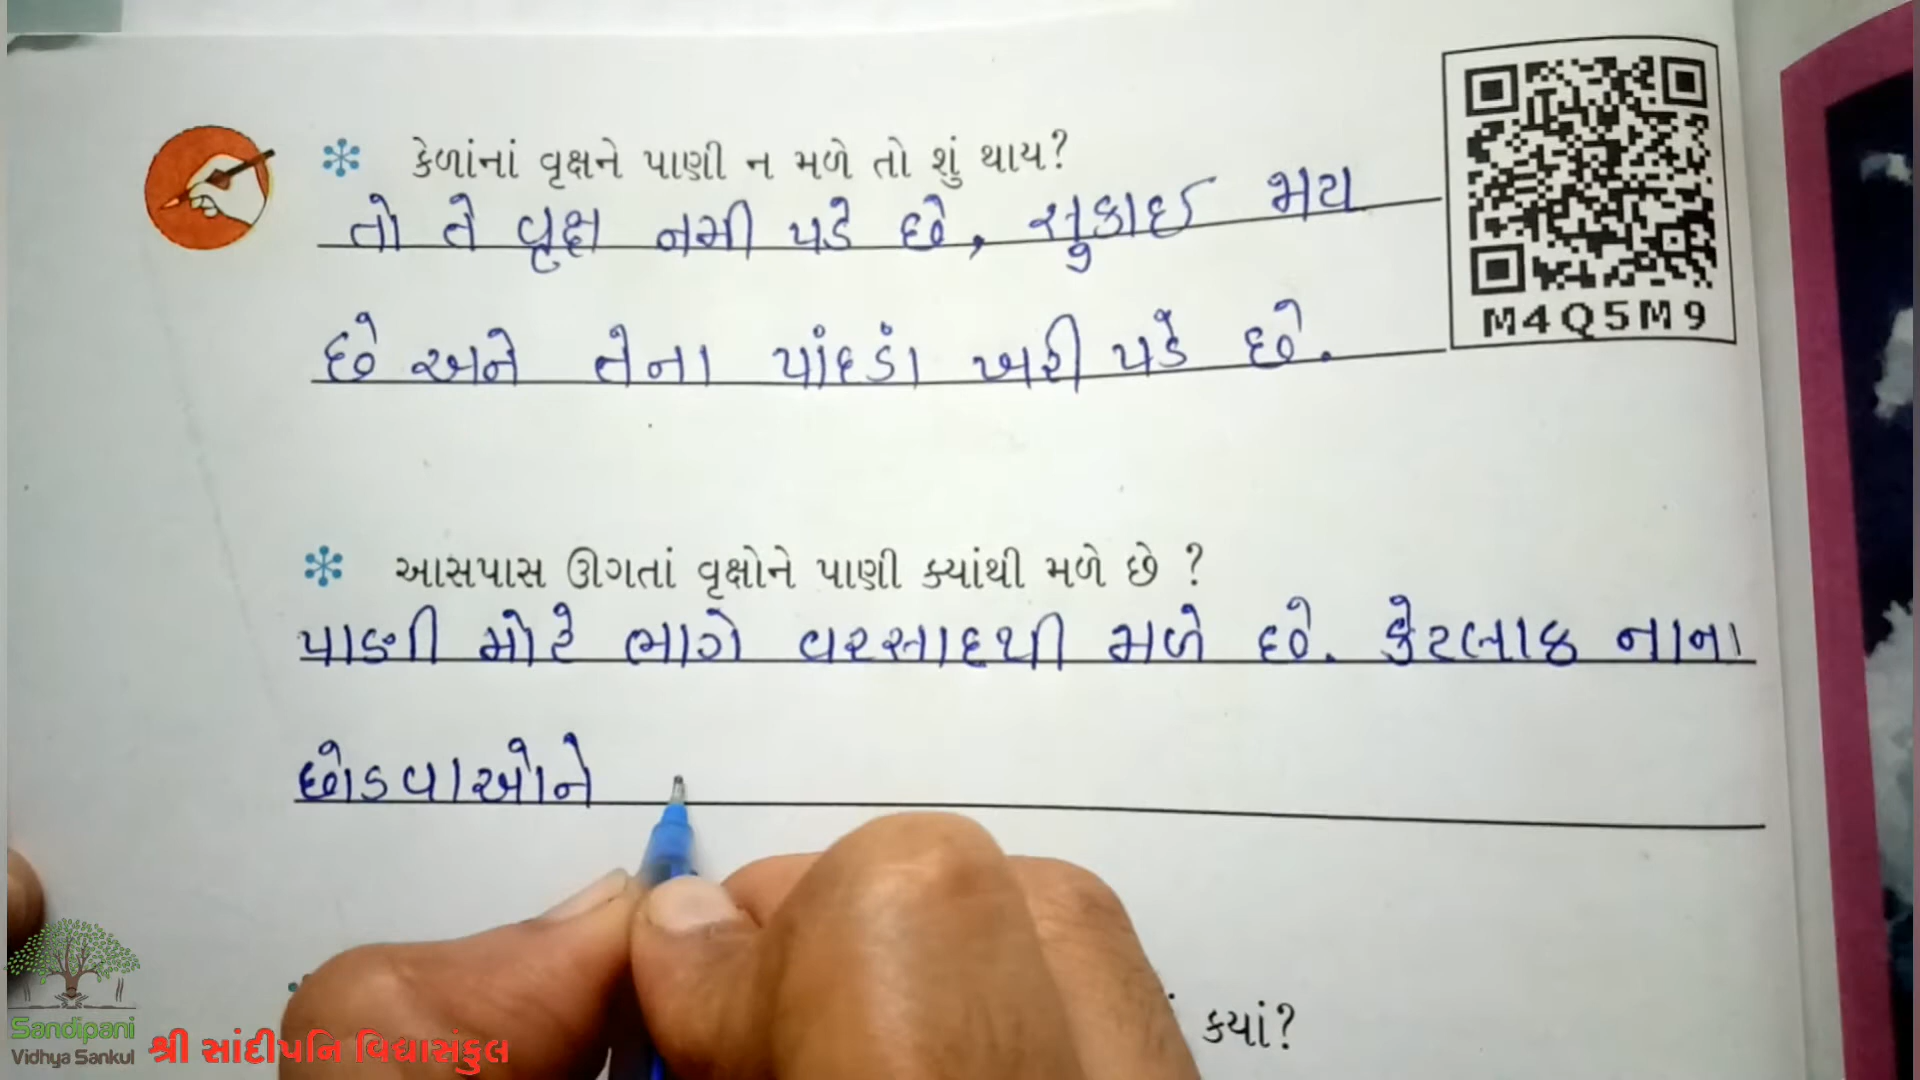 કેળાંનાં વૃક્ષને પાણી ન મળે તો શું થાય?
તો તે વૃક્ષ નમી પડે છે, સુકાઈ જાય
છે અને તેના પાંદડાં ખરી પડે છે.
M4Q5M9
આસપાસ ઊગતાં વૃક્ષોને પાણી ક્યાંથી મળે છે ?
પાણી મોટે ભાગે વરસાદથી મળે છે. કેટલાક નાના
છોડવાઓને
ક્યાં?
Sandipani
Vidhya Sankul
શ્રી સાંદીપનિ વિદ્યાસંકુલ